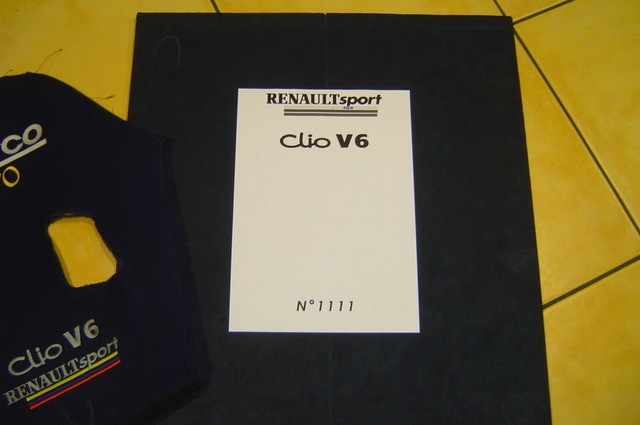 RENAULTsport
Clio V6
N°1111
co
O
Clio V6
RENAULTsport